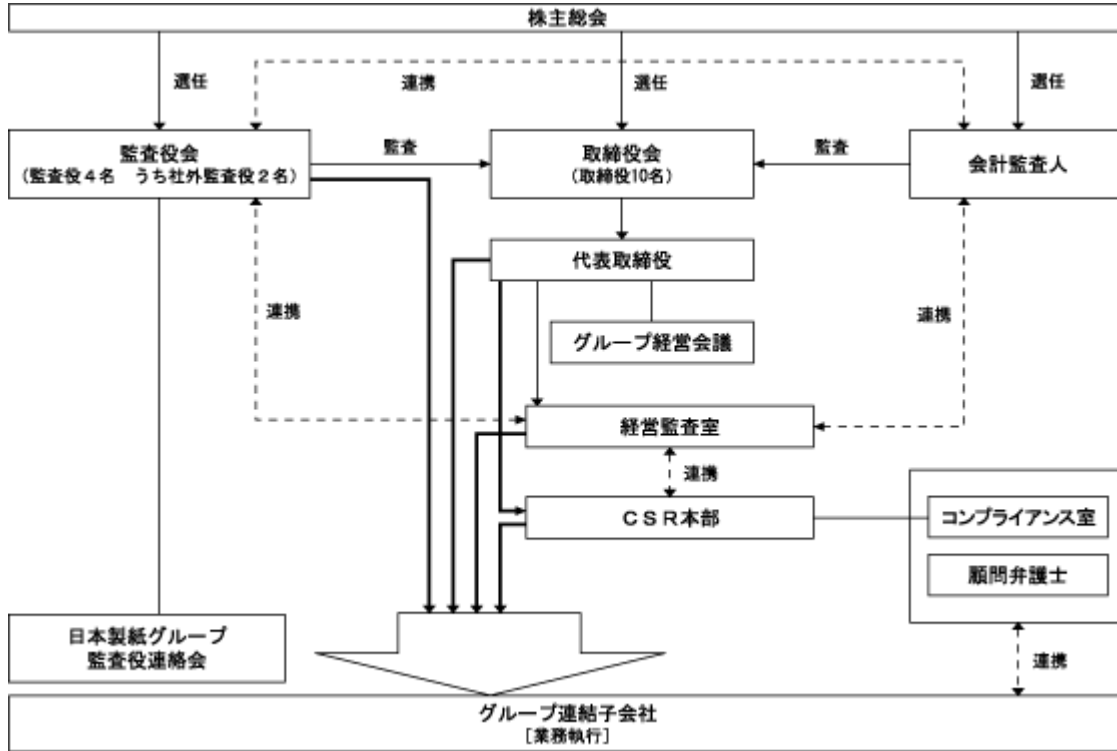 株主総会
選任
連携
選任
選任
監査役会
(監査役4名 うち社外監査役2名)
監査
取締役会
(取締役10名)
監査
会計監査人
代表取締役
連携
連携
グループ経営会議
経営監査室
連携
CSR本部
コンプライアンス室
顧問弁護士
日本製紙グループ
監査役連絡会
連携
グループ連結子会社
[業務執行]